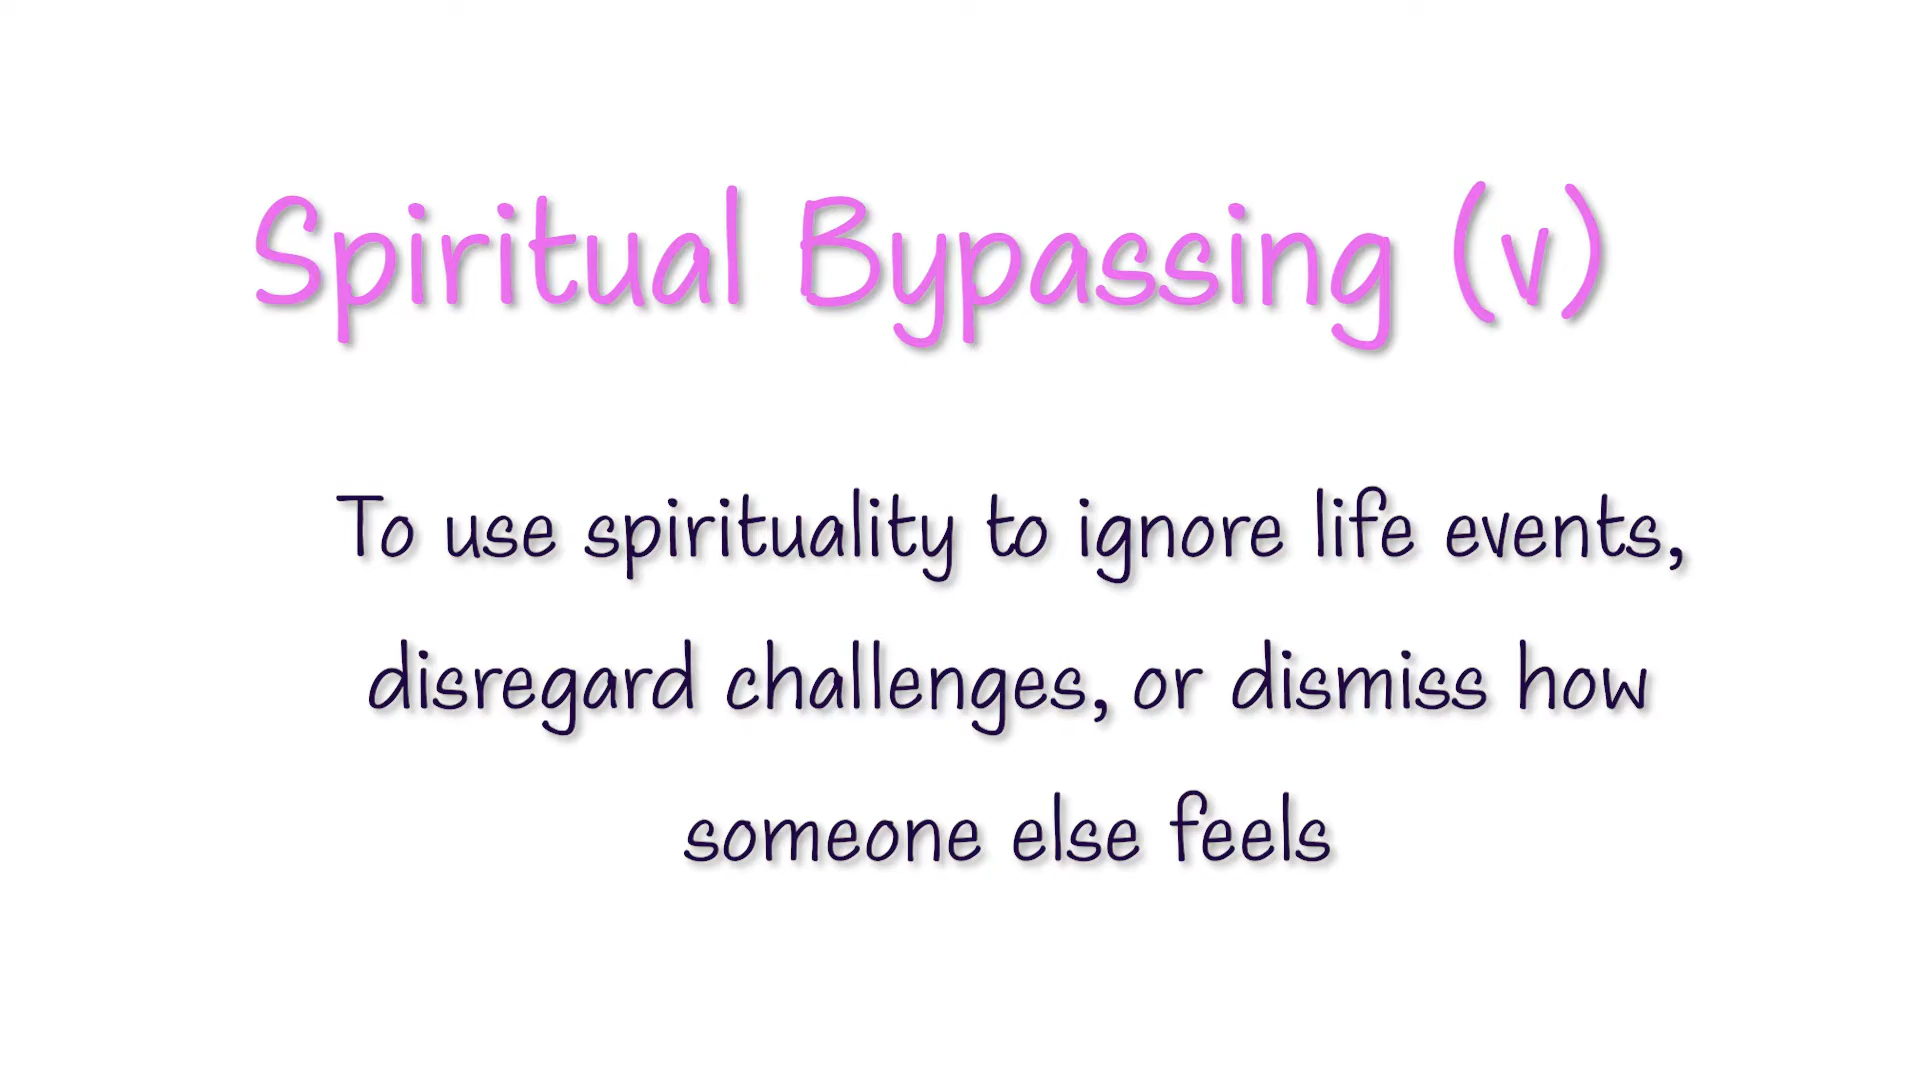 Spiritual Bypassing (v)
To use spirituality to ignore life events,
disregard challenges, or dismiss how
someone else feels